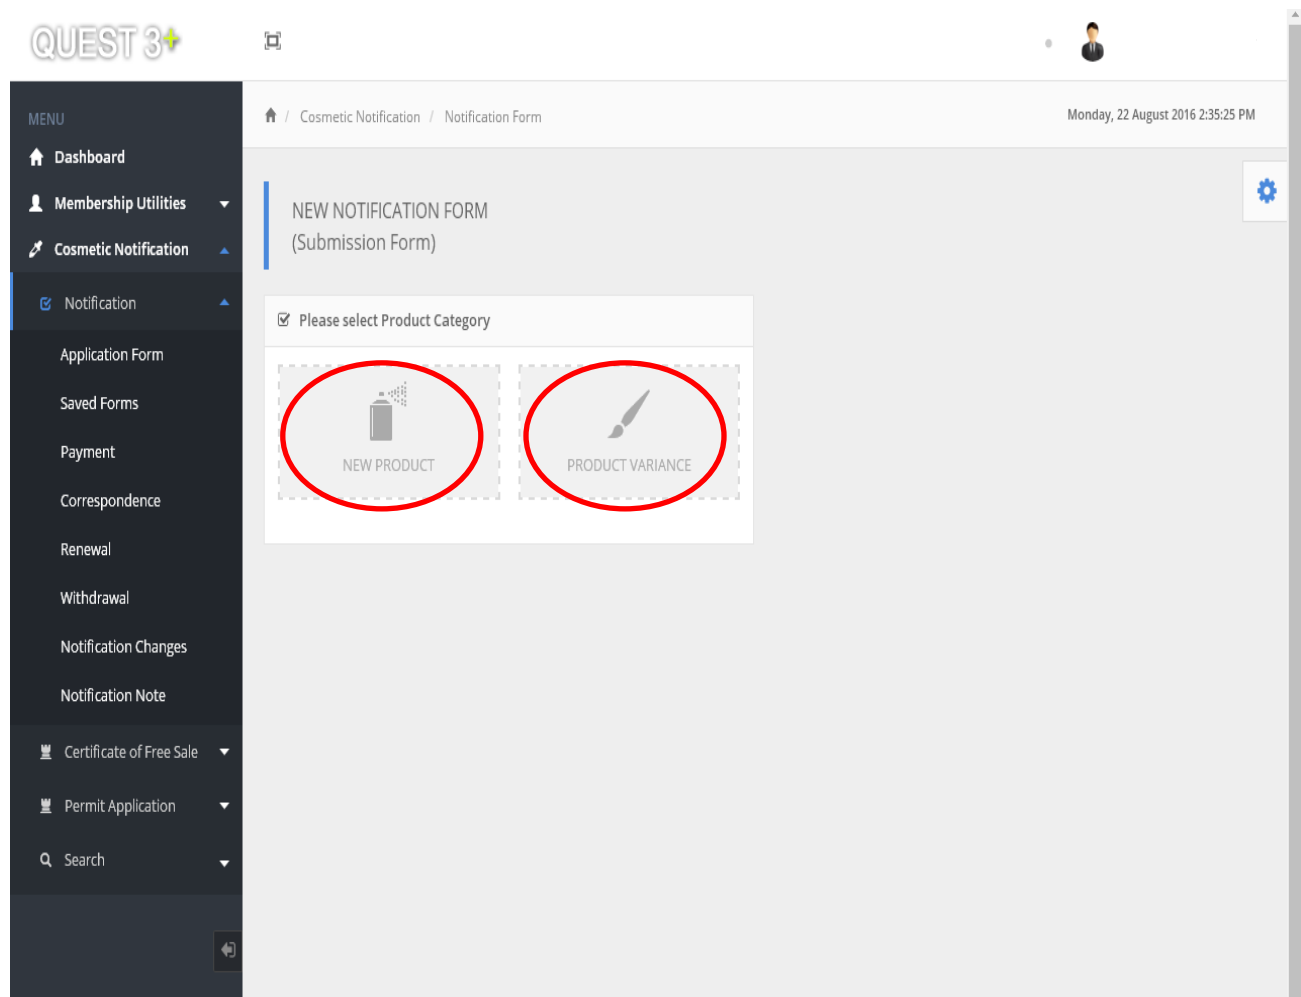 QUEST 3+
MENU
Dashboard
Membership Utilities
Cosmetic Notification
Notification
Application Form
Saved Forms
Payment
Correspondence
Renewal
Withdrawal
Notification Changes
Notification Note
Certificate of Free Sale
Permit Application
Search
/ Cosmetic Notification / Notification Form
Monday, 22 August 2016 2:35:25 PM
NEW NOTIFICATION FORM
(Submission Form)
Please select Product Category
NEW PRODUCT
PRODUCT VARIANCE